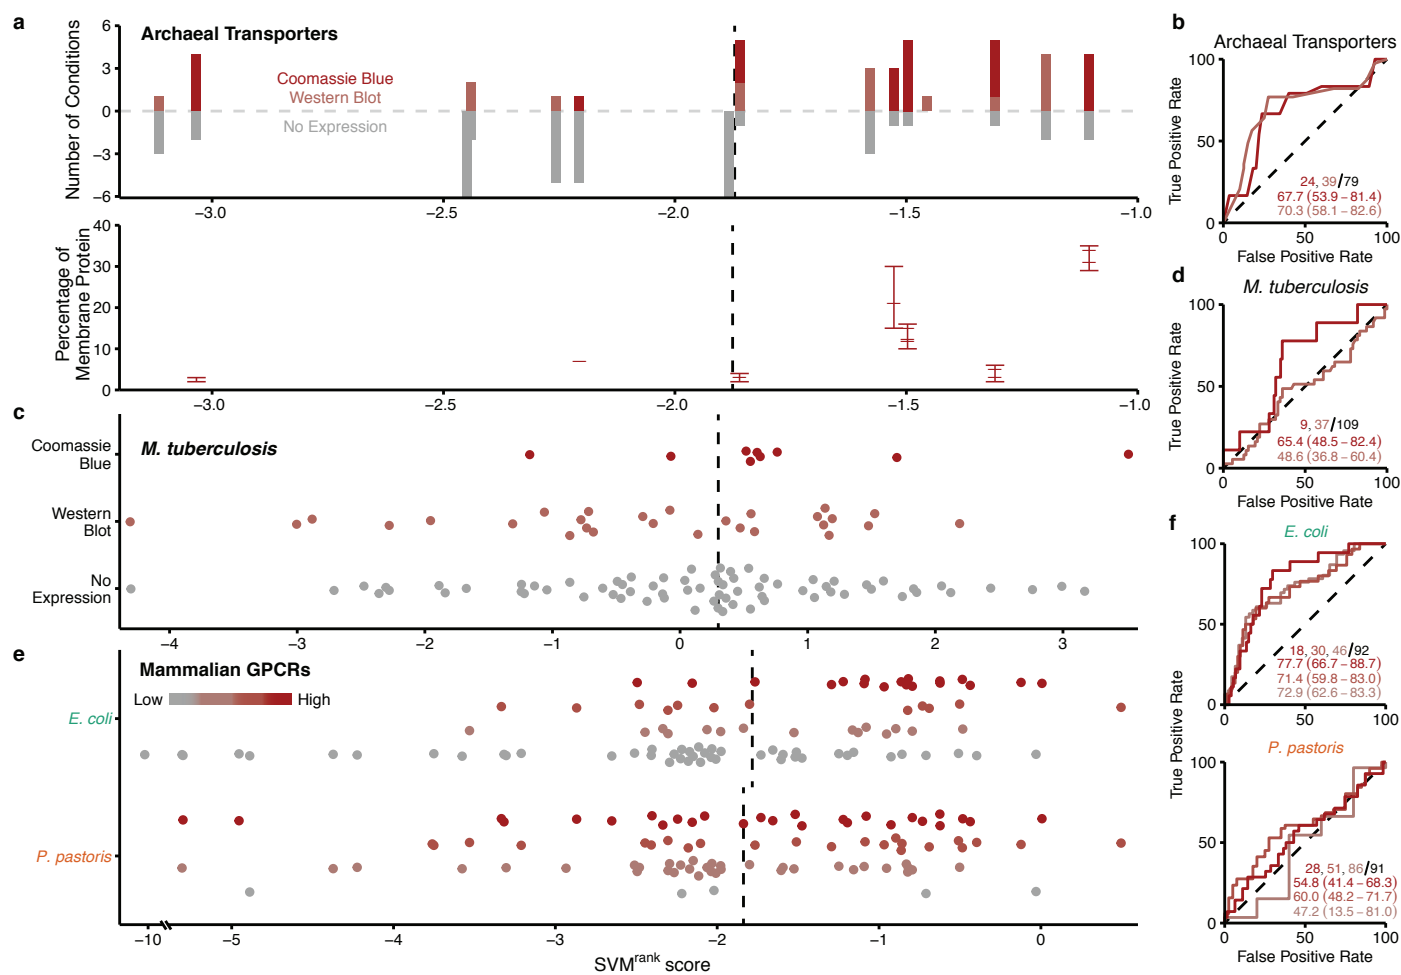 a
Archaeal Transporters
Number of Conditions
6
3
0
−3
−6
Coomassie Blue
Western Blot
No Expression
−3.0
−2.5
−2.0
−1.5
−1.0
Percentage of
Membrane Protein
40
30
20
10
0
−3.0
−2.5
−2.0
−1.5
−1.0
b
Archaeal Transporters
True Positive Rate
100
50
0
24, 39/79
67.7 (53.9 – 81.4)
70.3 (58.1 – 82.6)
0
50
100
False Positive Rate
c
M. tuberculosis
Coomassie
Blue
Western
Blot
No
Expression
−4
−3
−2
−1
0
1
2
3
d
M. tuberculosis
True Positive Rate
100
50
0
9, 37/109
65.4 (48.5 – 82.4)
48.6 (36.8 – 60.4)
0
50
100
False Positive Rate
e
Mammalian GPCRs
Low
High
E. coli
P. pastoris
−10
−5
−4
−3
−2
−1
0
SVMrank score
f
E. coli
100
50
0
18, 30, 46/92
77.7 (66.7 – 88.7)
71.4 (59.8 – 83.0)
72.9 (62.6 – 83.3)
0
50
100
True Positive Rate
P. pastoris
100
50
0
28, 51, 86/91
54.8 (41.4 – 68.3)
60.0 (48.2 – 71.7)
47.2 (13.5 – 81.0)
0
50
100
False Positive Rate